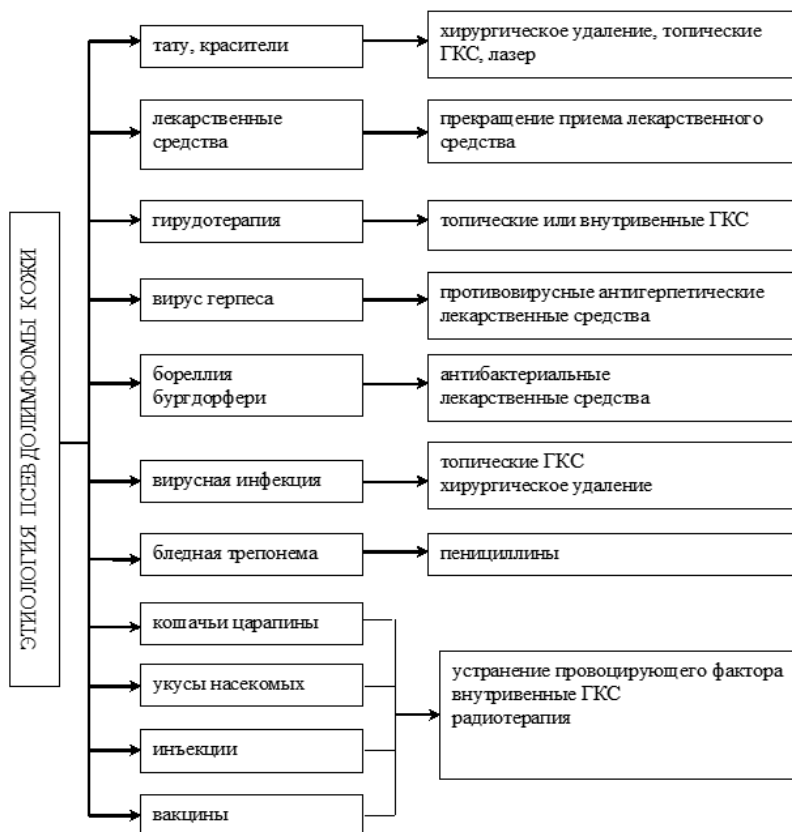 ЭТИОЛОГИЯ ПСЕВДОЛИМФОМЫ КОЖИ
тату, красители
хирургическое удаление, топические
ГКС, лазер
лекарственные
средства
прекращение приема лекарственного
средства
гирудотерапия
топические или внутривенные ГКС
вирус герпеса
противовирусные антигерпетические
лекарственные средства
бореллия
бургдорфери
антибактериальные
лекарственные средства
вирусная инфекция
топические ГКС
хирургическое удаление
бледная трепонема
пенициллины
кошачьи царапины
укусы насекомых
инъекции
вакцины
устранение провоцирующего фактора
внутривенные ГКС
радиотерапия